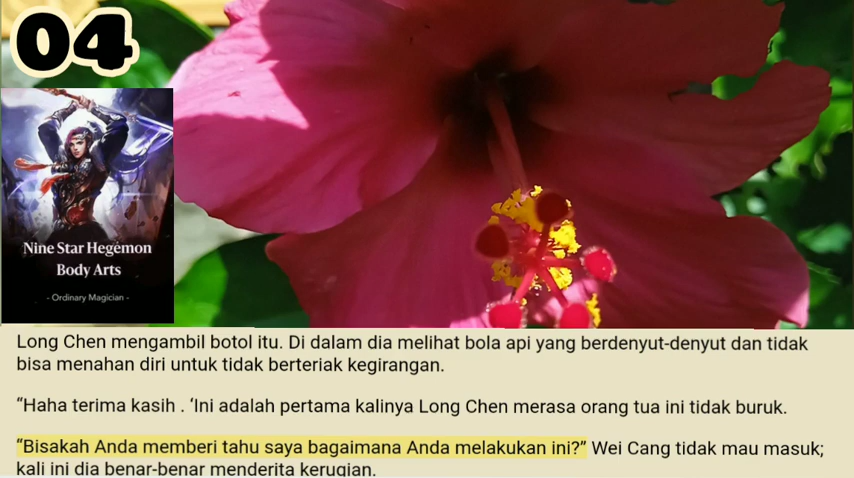 04
Nine Star Hegemon
Body Arts
- Ordinary Magician -
Long Chen mengambil botol itu. Di dalam dia melihat bola api yang berdenyut-denyut dan tidak
bisa menahan diri untuk tidak berteriak kegirangan.
“Haha terima kasih . ‘Ini adalah pertama kalinya Long Chen merasa orang tua ini tidak buruk.
“Bisakah Anda memberi tahu saya bagaimana Anda melakukan ini?” Wei Cang tidak mau masuk;
kali ini dia benar-benar menderita kerugian.